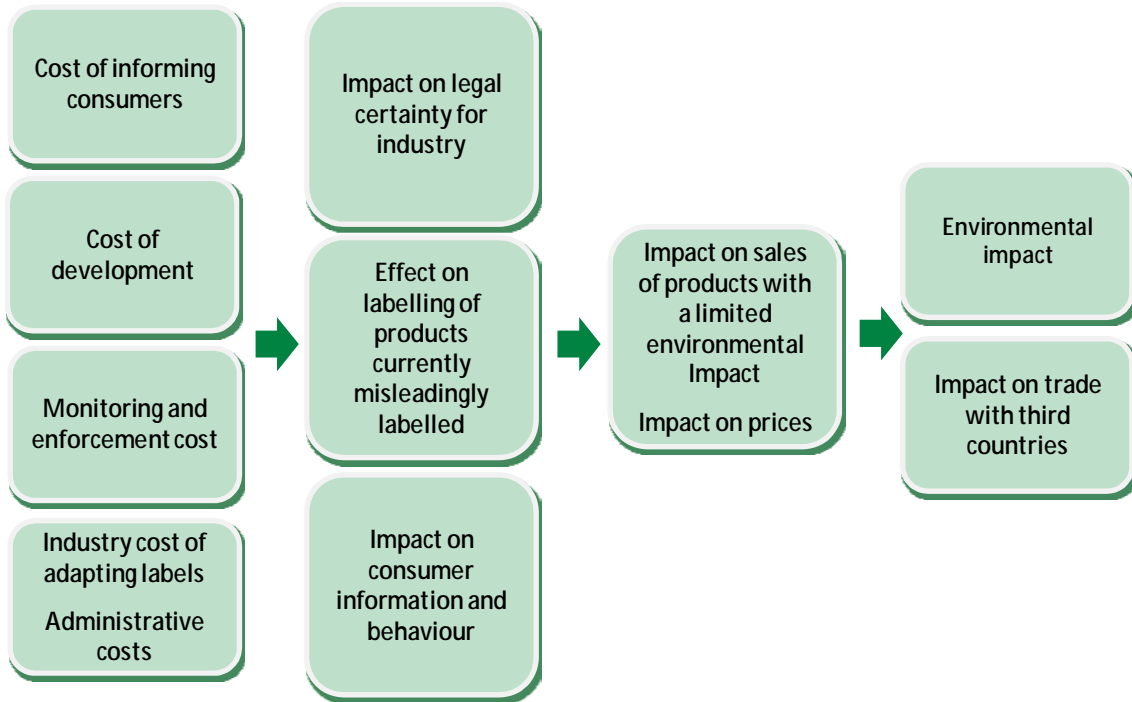 Cost of informing
consumers
Cost of
development
Monitoring and
enforcement cost
Industry cost of
adapting labels
Administrative
costs
Impact on legal
certainty for
industry
Effect on
labelling of
products
currently
misleadingly
labelled
Impact on
consumer
information and
behaviour
Impact on sales
of products with
a limited
environmental
Impact
Impact on prices
Environmental
impact
Impact on trade
with third
countries